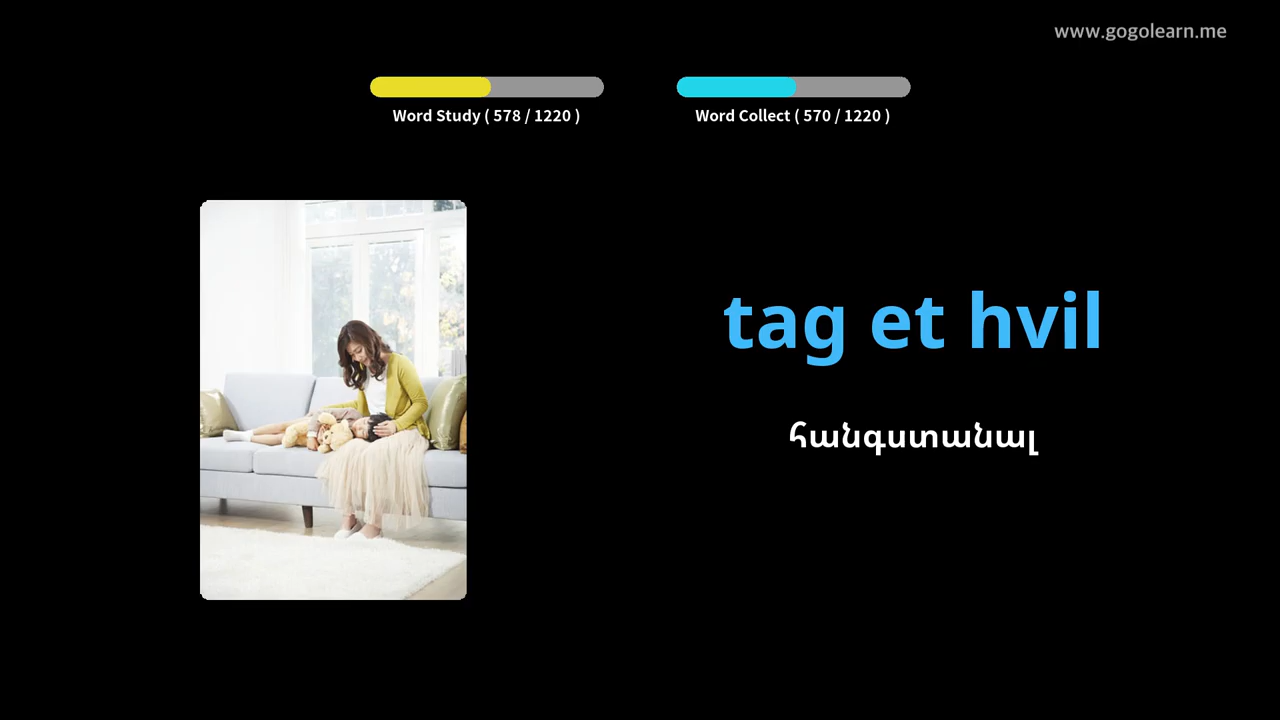 www.gogolearn.me
Word Study ( 578 / 1220 )
Word Collect ( 570 / 1220 )
tag et hvil
հանգստանալ